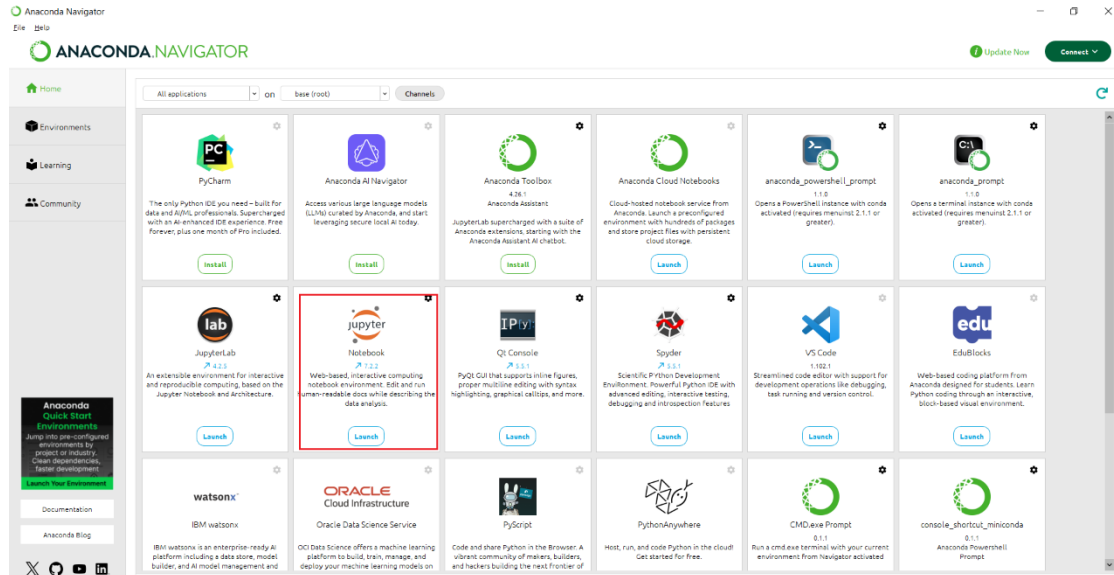 Anaconda Navigator
File Help
ANACONDA.NAVIGATOR
Update Now
Connect
Home
Environments
Learning
Community
All applications
on
base (root)
Channels
PC
PyCharm
The only Python IDE you need – built for
data and AI/ML professionals. Supercharged
with an AI-enhanced IDE experience. Free
forever, plus one month of Pro included.
Install
Anaconda AI Navigator
Access various large language models
(LLMs) curated by Anaconda, and start
leveraging secure local AI today.
Install
Anaconda Toolbox
4.26.1
Anaconda Assistant
JupyterLab supercharged with a suite of
Anaconda extensions, starting with the
Anaconda Assistant AI chatbot.
Install
Anaconda Cloud Notebooks
Cloud-hosted notebook service from
Anaconda. Launch a preconfigured
environment with hundreds of packages
and store project files with persistent
cloud storage.
Launch
anaconda_powershell_prompt
1.1.0
Opens a PowerShell instance with conda
activated (requires menuinst 2.1.1 or
greater).
Launch
C:\
anaconda_prompt
1.1.0
Opens a terminal instance with conda
activated (requires menuinst 2.1.1 or
greater).
Launch
lab
JupyterLab
4.2.5
An extensible environment for interactive
and reproducible computing, based on the
Jupyter Notebook and Architecture.
Launch
jupyter
Notebook
7.2.2
Web-based, interactive computing
notebook environment. Edit and run
human-readable docs while describing the
data analysis.
Launch
IP[y]:
Qt Console
5.5.1
PyQt GUI that supports inline figures,
proper multiline editing with syntax
highlighting, graphical calltips, and more.
Launch
Spyder
5.5.1
Scientific PYthon Development
EnviRonment. Powerful Python IDE with
advanced editing, interactive testing,
debugging and introspection features
Launch
VS Code
1.102.1
Streamlined code editor with support for
development operations like debugging,
task running and version control.
Launch
edu
EduBlocks
Web-based coding platform from
Anaconda designed for students. Learn
Python coding through an interactive,
block-based visual environment.
Launch
Anaconda
Quick Start
Environments
Jump into pre-configured
environments by
project or industry.
Clean dependencies,
faster development
Launch Your Environment
Documentation
Anaconda Blog
watsonx
IBM watsonx
IBM watsonx is an enterprise-ready AI
platform including a data store, model
builder, and AI model management and
ORACLE
Cloud Infrastructure
Oracle Data Science Service
OCI Data Science offers a machine learning
platform to build, train, manage, and
deploy your machine learning models on
PyScript
Code and share Python in the Browser. A
vibrant community of makers, builders,
and hackers building the next frontier of
PythonAnywhere
Host, run, and code Python in the cloud!
Get started for free.
CMD.exe Prompt
0.1.1
Run a cmd.exe terminal with your current
environment from Navigator activated
console_shortcut_miniconda
0.1.1
Anaconda Powershell
Prompt